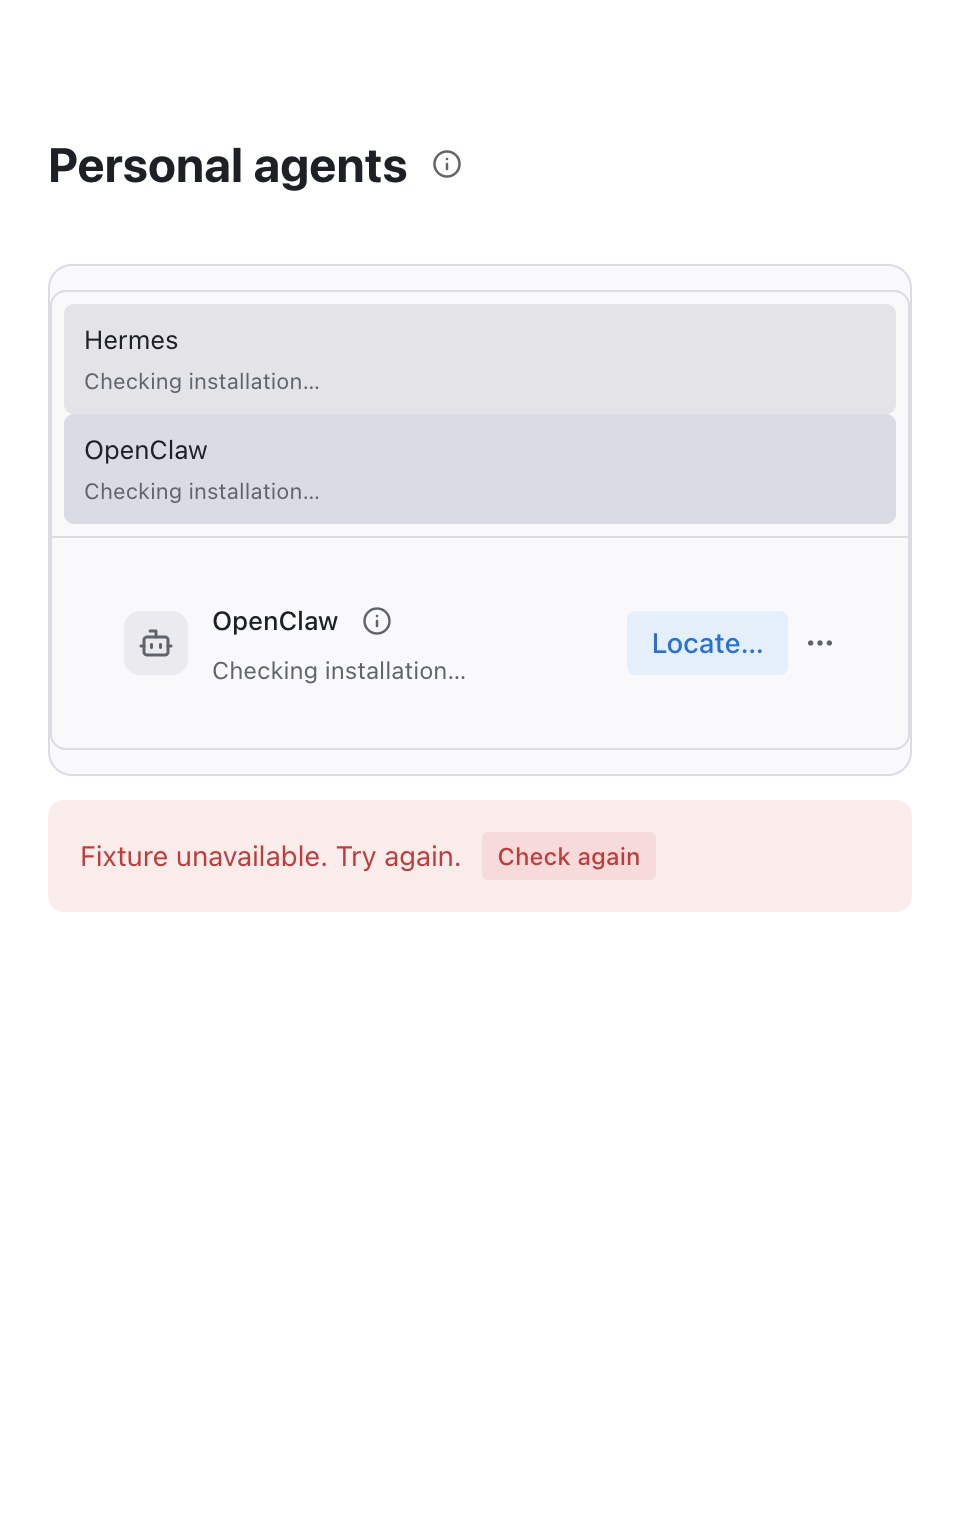 Personal agents
Hermes
Checking installation...
OpenClaw
Checking installation...
OpenClaw
Checking installation...
Locate...
Fixture unavailable. Try again.
Check again